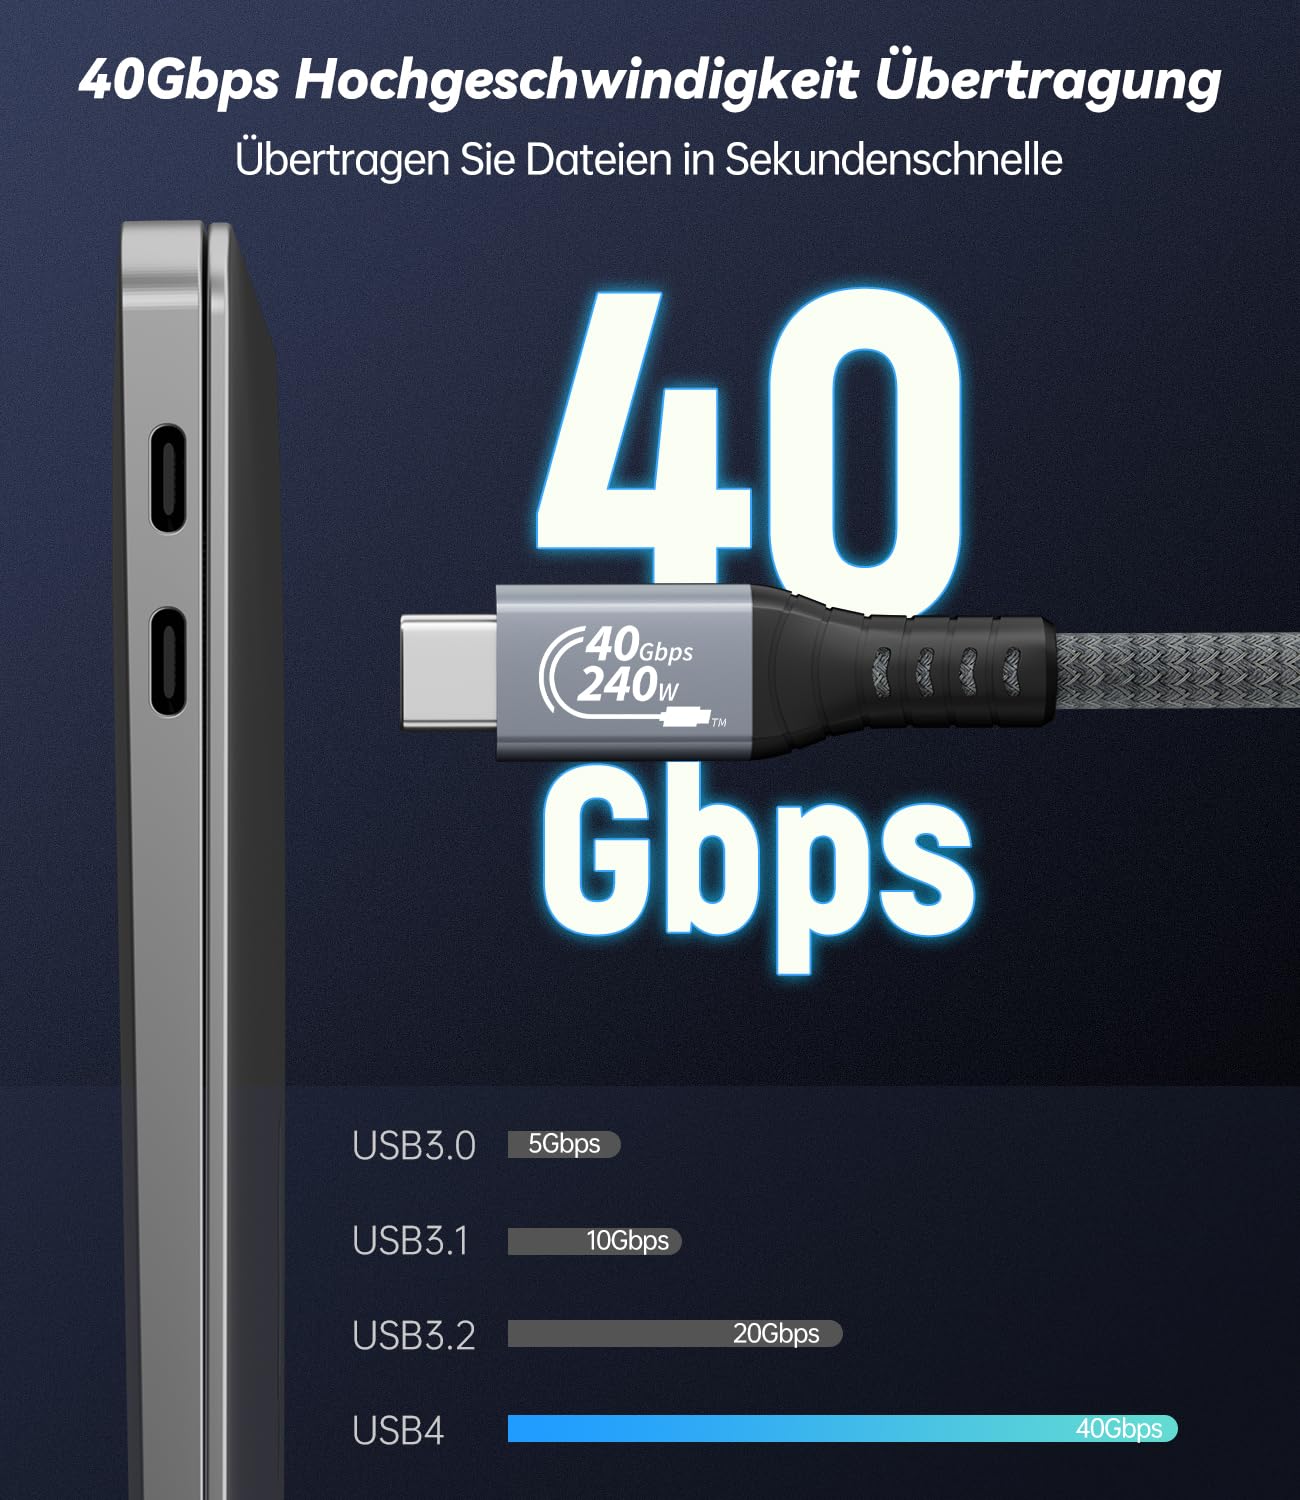 40Gbps Hochgeschwindigkeit Übertragung
Übertragen Sie Dateien in Sekundenschnelle
40
40Gbps
240W
TM
Gbps
USB3.0 5Gbps
USB3.1 10Gbps
USB3.2 20Gbps
USB4 40Gbps